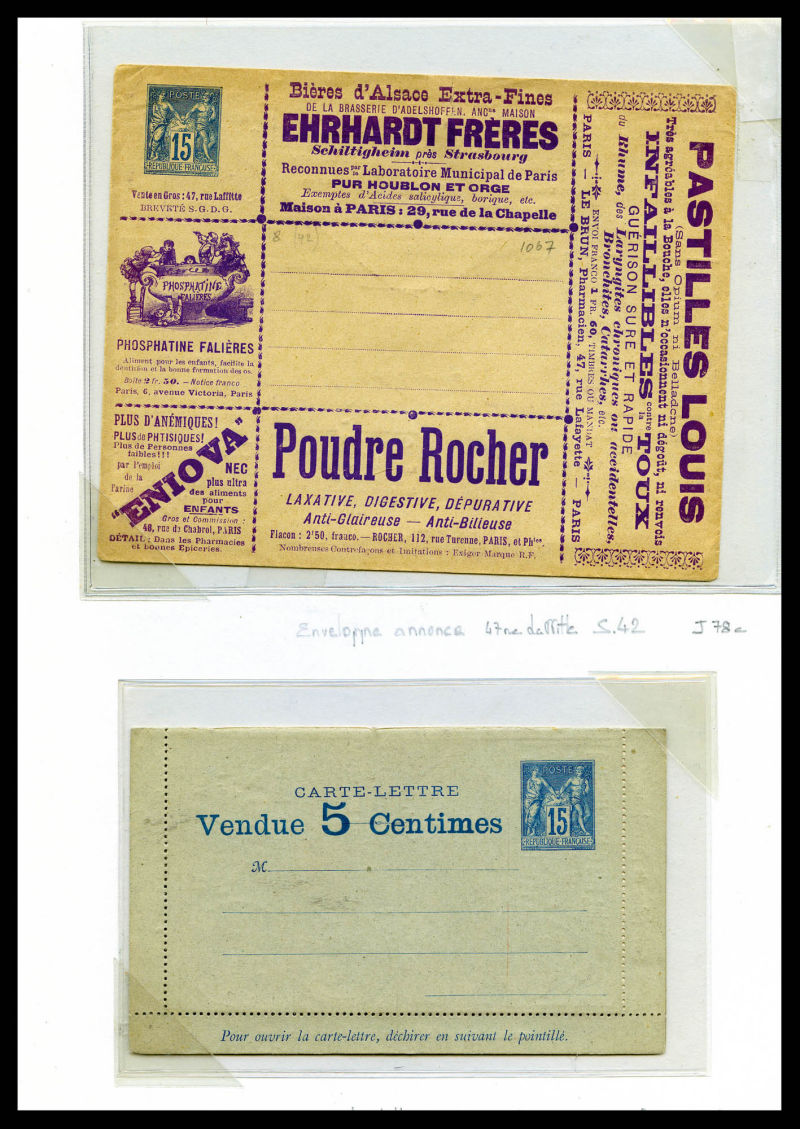 POSTE
15
RÉPUBLIQUE FRANÇAISE
Vente en Gros : 47, rue Laffitte
BREVETÉ S.G.D.G.
Bières d'Alsace Extra-Fines
DE LA BRASSERIE D'ADELSHOFFEN, ANCne MAISON
EHRHARDT FRÈRES
Schiltigheim près Strasbourg
Reconnues par le Laboratoire Municipal de Paris
PUR HOUBLON ET ORGE
Exemptes d'Acides salicylique, borique, etc.
Maison à PARIS : 29, rue de la Chapelle
PASTILLES LOUIS
(Sans Opium ni Belladone)
Très agréables à la Bouche, elles n'occasionnent ni dégoût, ni renvois
INFAILLIBLES contre la TOUX
GUÉRISON SURE ET RAPIDE
du Rhume, des Laryngites chroniques ou accidentelles,
Bronchites, Catarrhes, etc.
ENVOI FRANCO 1 FR. 60, TIMBRES OU MANDAT
PARIS — LE BRUN, Pharmacien, 47, rue Lafayette — PARIS
8 (42)
1067
PHOSPHATINE
FALIÈRES
PHOSPHATINE FALIÈRES
Aliment pour les enfants, facilite la
dentition et la bonne formation des os.
Boîte 2 fr. 50. — Notice franco
Paris, 6, avenue Victoria, Paris
PLUS D'ANÉMIQUES!
PLUS de PHTISIQUES!
Plus de Personnes
faibles!!!
par l'emploi
de la
farine
"ENIOVA"
NEC
plus ultra
des aliments
pour
ENFANTS
Gros et Commission :
48, rue de Chabrol, PARIS
DÉTAIL : Dans les Pharmacies
et bonnes Épiceries.
Poudre Rocher
LAXATIVE, DIGESTIVE, DÉPURATIVE
Anti-Glaireuse — Anti-Bilieuse
Flacon : 2'50, franco. — ROCHER, 112, rue Turenne, PARIS, et Phies.
Nombreuses Contrefaçons et Imitations : Exiger Marque R.F.
Enveloppe annonces 47 rue Laffitte S.42 J78c
POSTE
15
RÉPUBLIQUE FRANÇAISE
CARTE-LETTRE
Vendue 5 Centimes
M
Pour ouvrir la carte-lettre, déchirer en suivant le pointillé.